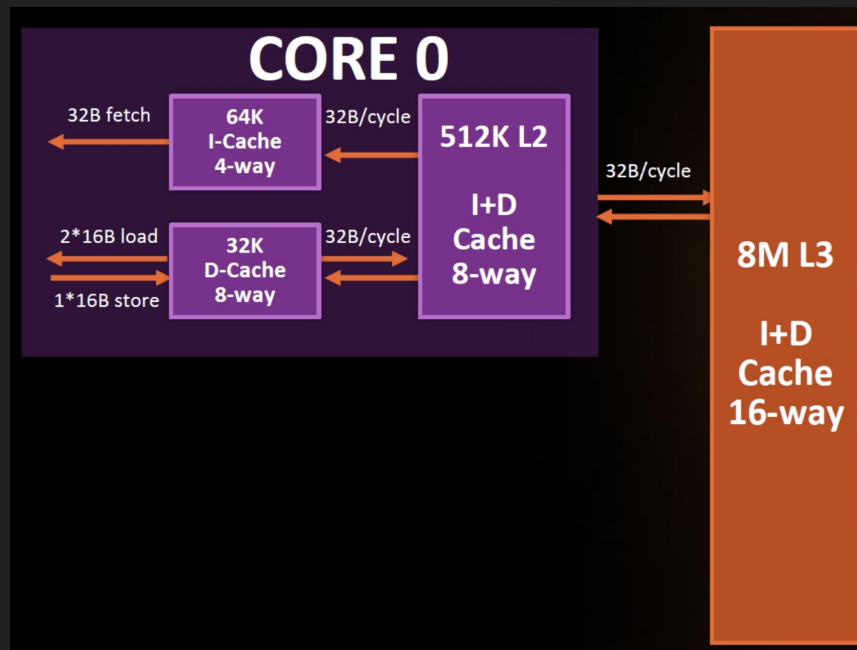 CORE 0
32B fetch
64K
I-Cache
4-way
32B/cycle
512K L2
I+D
Cache
8-way
2*16B load
1*16B store
32K
D-Cache
8-way
32B/cycle
32B/cycle
8M L3
I+D
Cache
16-way